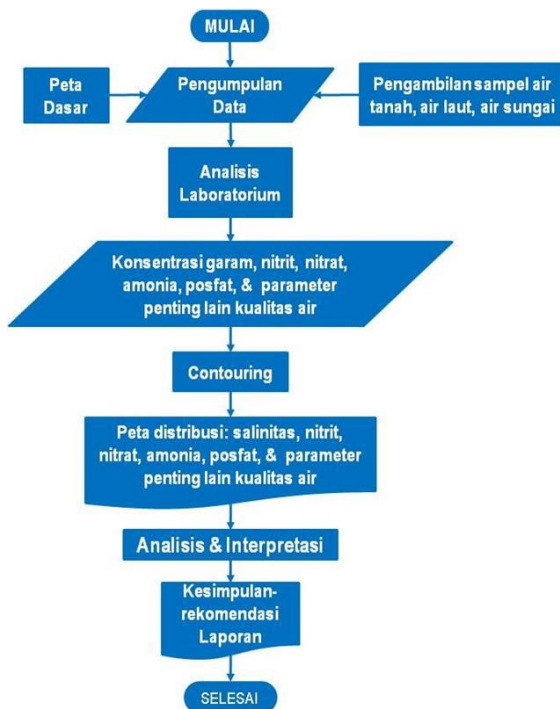 MULAI
Peta
Dasar
Pengumpulan
Data
Pengambilan sampel air
tanah, air laut, air sungai
Analisis
Laboratorium
Konsentrasi garam, nitrit, nitrat,
amonia, posfat, & parameter
penting lain kualitas air
Contouring
Peta distribusi: salinitas, nitrit,
nitrat, amonia, posfat, & parameter
penting lain kualitas air
Analisis & Interpretasi
Kesimpulan-
rekomendasi
Laporan
SELESAI